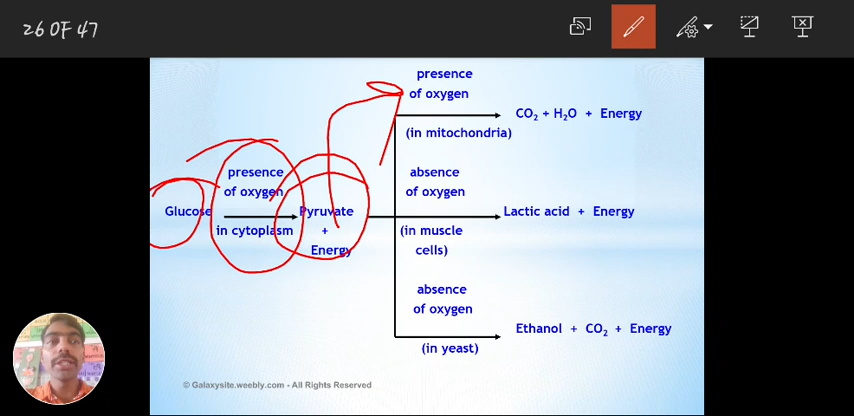 26 OF 47
presence
of oxygen
CO₂ + H₂O + Energy
(in mitochondria)
presence
of oxygen
Glucose
in cytoplasm
Pyruvate
+
Energy
absence
of oxygen
Lactic acid + Energy
(in muscle
cells)
absence
of oxygen
Ethanol + CO₂ + Energy
(in yeast)
© Galaxysite.weebly.com - All Rights Reserved